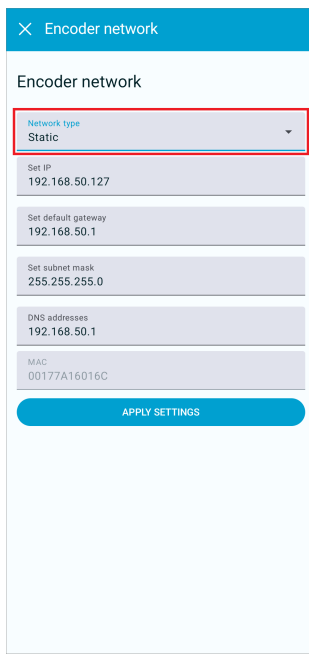 Encoder network
Encoder network
Network type
Static
Set IP
192.168.50.127
Set default gateway
192.168.50.1
Set subnet mask
255.255.255.0
DNS addresses
192.168.50.1
MAC
00177A16016C
APPLY SETTINGS